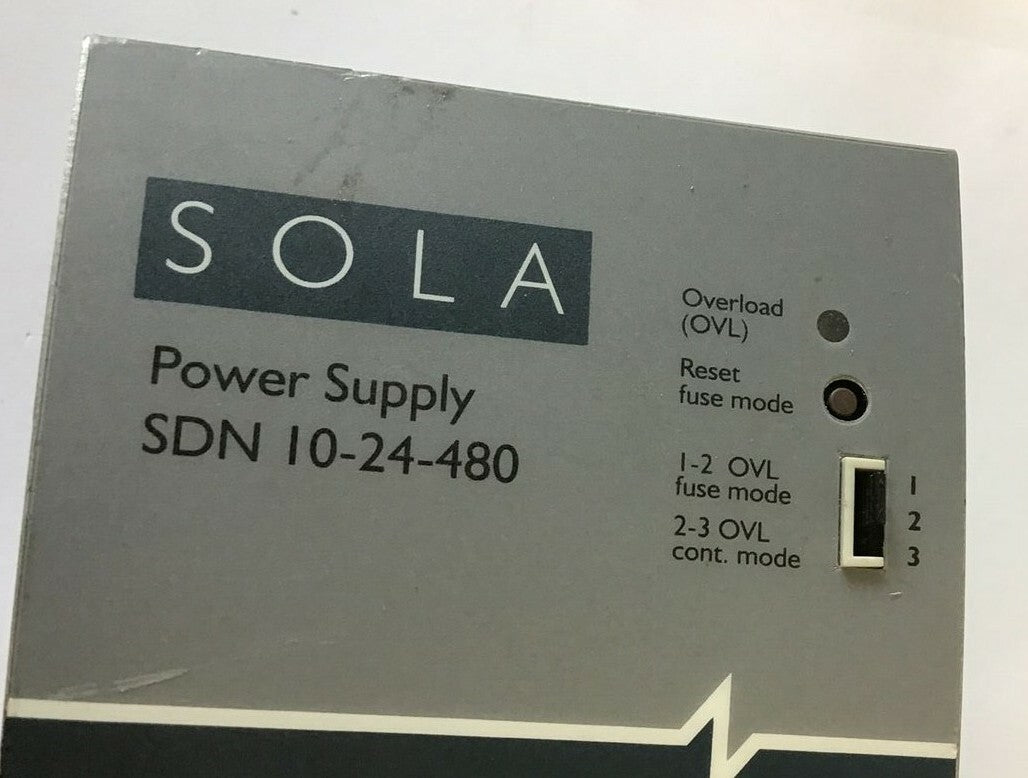 SOLA
Power Supply
SDN 10-24-480
Overload
(OVL)
Reset
fuse mode
1-2 OVL
fuse mode
2-3 OVL
cont. mode
1
2
3